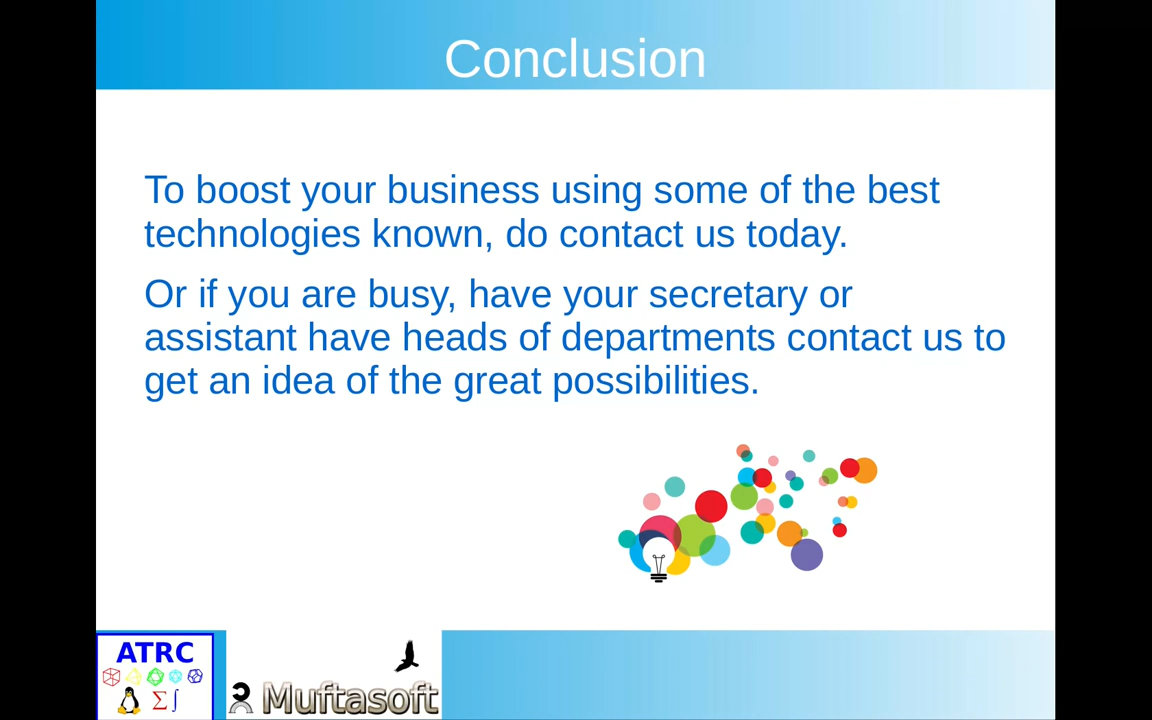 Conclusion
To boost your business using some of the best
technologies known, do contact us today.
Or if you are busy, have your secretary or
assistant have heads of departments contact us to
get an idea of the great possibilities.
ATRC
Σ∫
Muftasoft